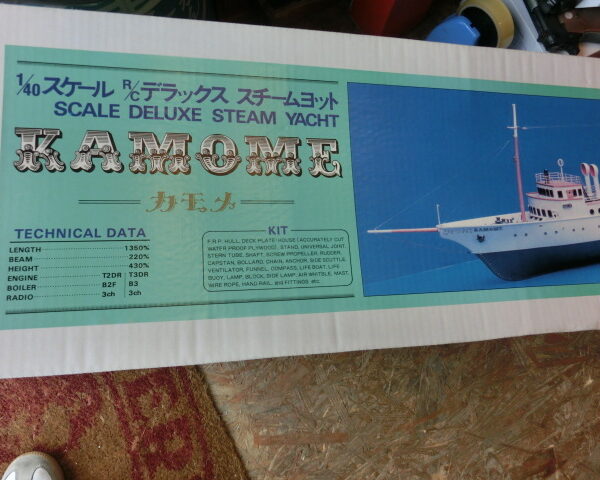 1/40スケール R/Cデラックス スチームヨット
SCALE DELUXE STEAM YACHT
KAMOME
カモメ
TECHNICAL DATA
LENGTH 1350%
BEAM 220%
HEIGHT 430%
ENGINE T2DR T3DR
BOILER B2F B3
RADIO 3ch 3ch
KIT
F.R.P. HULL, DECK PLATE, HOUSE (ACCURATELY CUT
WATER PROOF PLYWOOD), STAND, UNIVERSAL JOINT,
STERN TUBE, SHAFT, SCREW PROPELLER, RUDDER,
CAPSTAN, BOLLARD, CHAIN, ANCHOR, SIDE SCUTTLE,
VENTILATOR, FUNNEL, COMPASS, LIFE BOAT, LIFE
BUOY, LAMP, BLOCK, SIDE LAMP, AIR WHITBLE, MAST,
WIRE ROPE, HAND RAIL, FITTINGS etc.
KAMOME